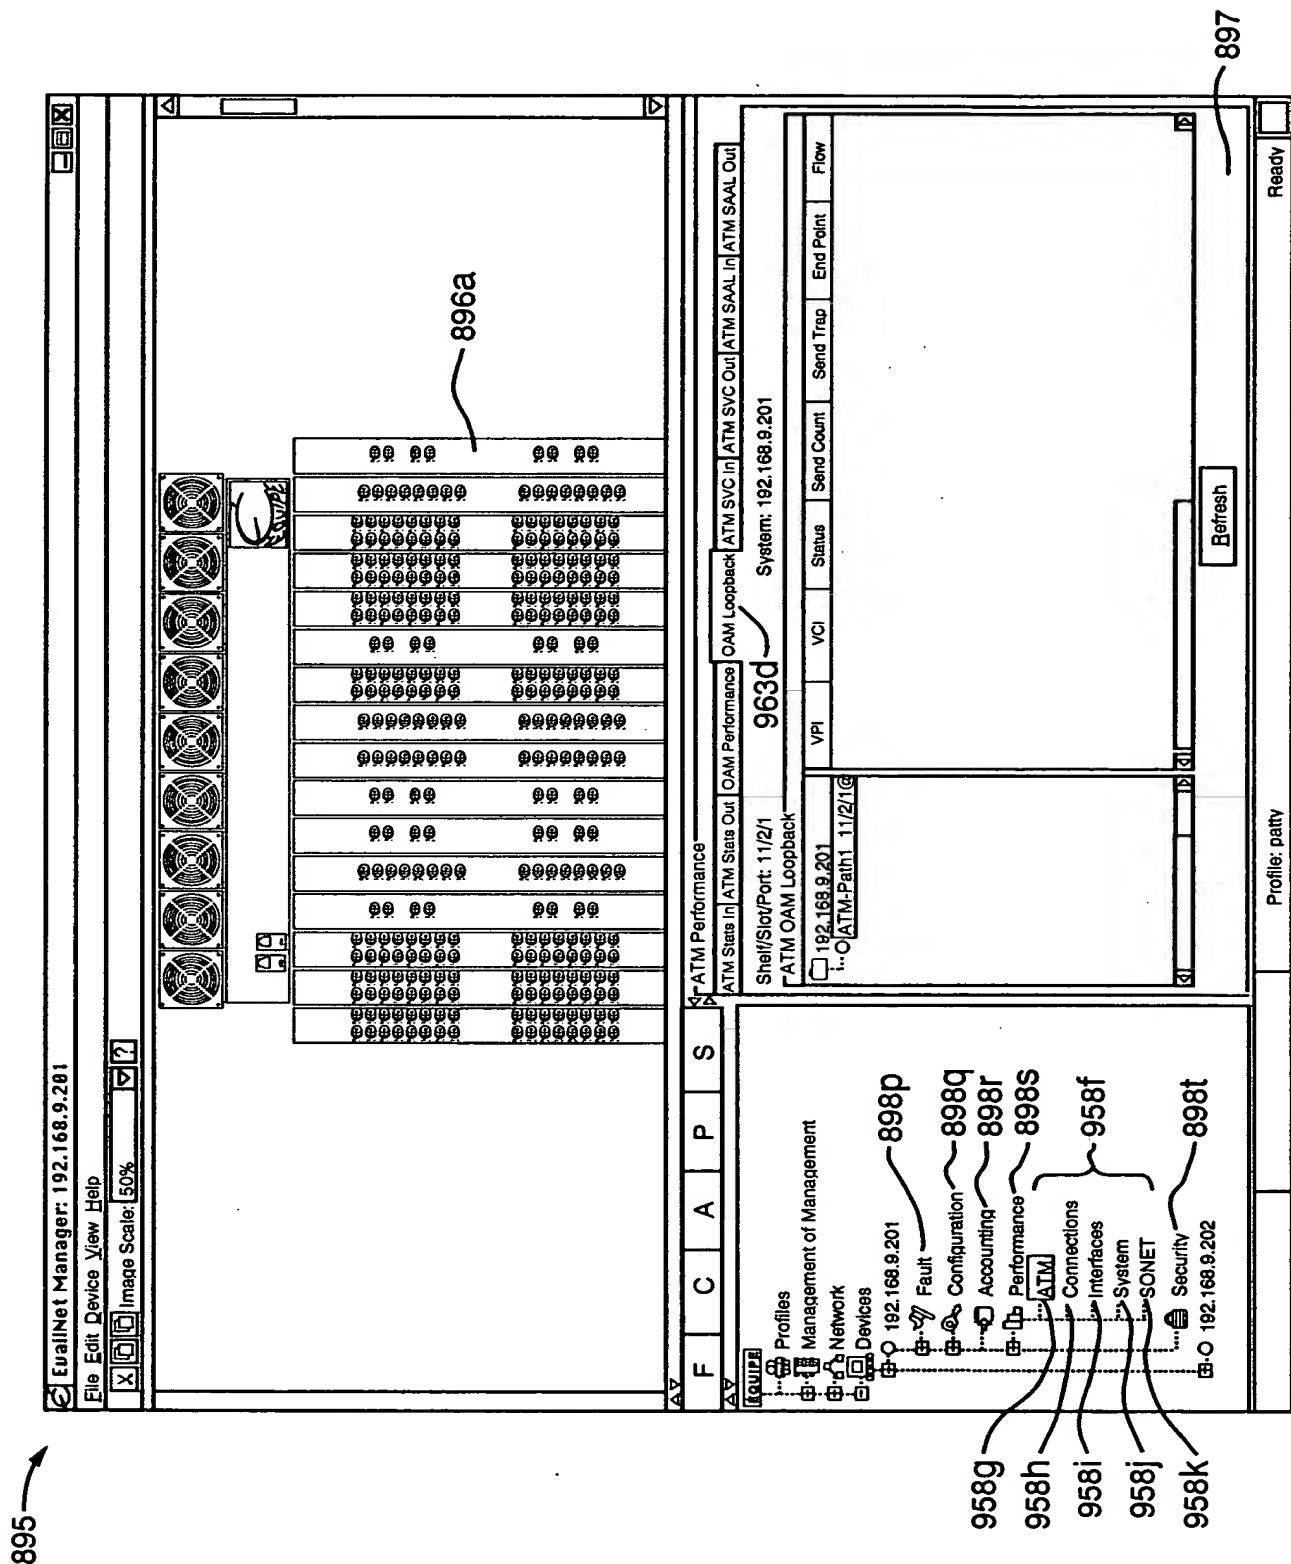 895
EualNet Manager: 192.168.9.201
File Edit Device View Help
X Image Scale: 50% ?
896a
F C A P S
EQUIPE
Profiles
Management of Management
Network
Devices
192.168.9.201
Fault
Configuration
Accounting
Performance
ATM
Connections
Interfaces
System
SONET
Security
192.168.9.202
898p
898q
898r
898s
958f
898t
958g
958h
958i
958j
958k
ATM Performance
ATM Stats In ATM Stats Out OAM Performance OAM Loopback ATM SVC In ATM SVC Out ATM SAAL In ATM SAAL Out
963d
Shelf/Slot/Port: 11/2/1 System: 192.168.9.201
ATM OAM Loopback
192.168.9.201
ATM-Path1 11/2/1@
VPI VCI Status Send Count Send Trap End Point Flow
Refresh
897
Profile: patty Ready